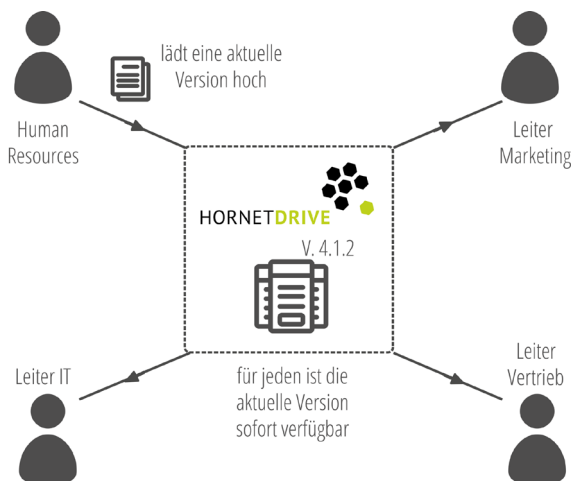 lädt eine aktuelle
Version hoch
Human
Resources
Leiter
Marketing
HORNETDRIVE
V. 4.1.2
Leiter IT
für jeden ist die
aktuelle Version
sofort verfügbar
Leiter
Vertrieb